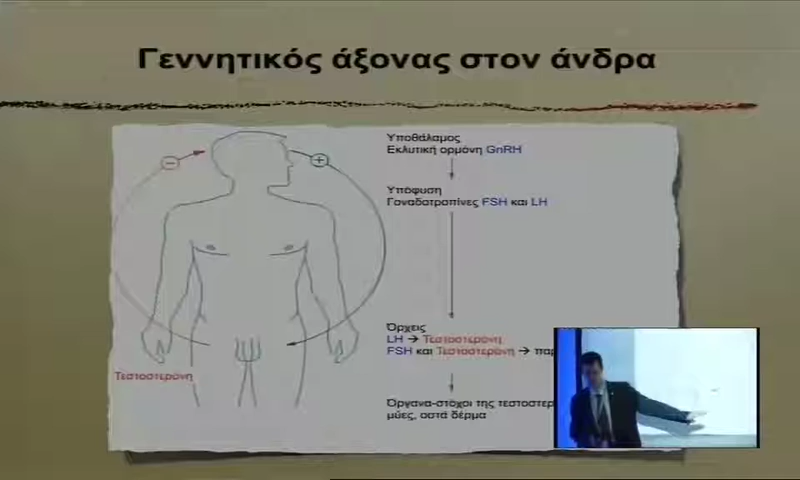 Γεννητικός άξονας στον άνδρα
Υποθάλαμος
Εκλυτική ορμόνη GnRH
Υπόφυση
Γοναδοτροπίνες FSH και LH
Όρχεις
LH → Τεστοστερόνη
FSH και Τεστοστερόνη →
Τεστοστερόνη
Όργανα-στόχοι της
μύες, οστά δέρμα